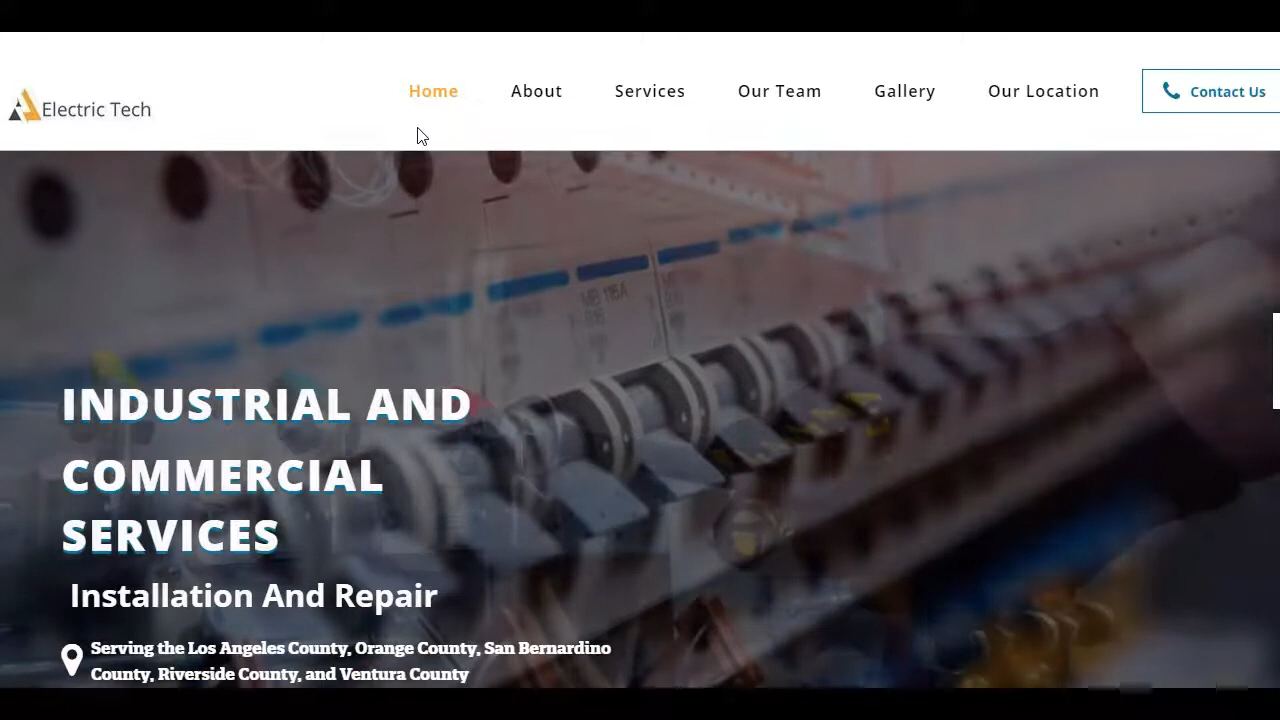 Electric Tech
Home About Services Our Team Gallery Our Location Contact Us
INDUSTRIAL AND
COMMERCIAL
SERVICES
Installation And Repair
Serving the Los Angeles County, Orange County, San Bernardino
County, Riverside County, and Ventura County